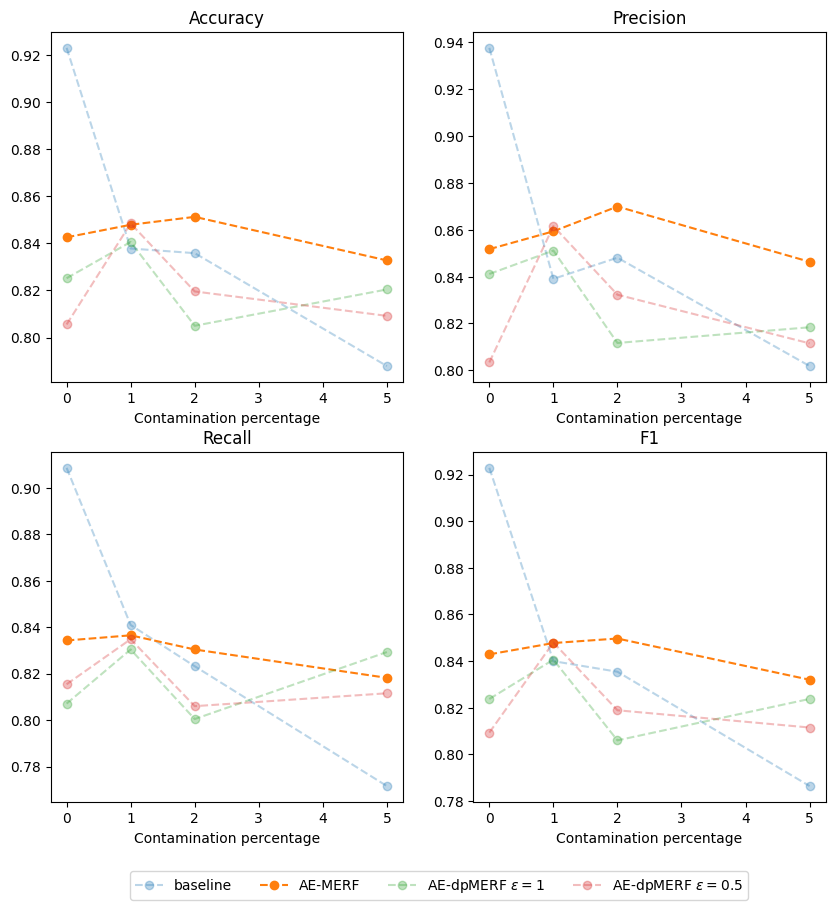 Accuracy
0.92
0.90
0.88
0.86
0.84
0.82
0.80
0 1 2 3 4 5
Contamination percentage
Precision
0.94
0.92
0.90
0.88
0.86
0.84
0.82
0.80
0 1 2 3 4 5
Contamination percentage
Recall
0.90
0.88
0.86
0.84
0.82
0.80
0.78
0 1 2 3 4 5
Contamination percentage
F1
0.92
0.90
0.88
0.86
0.84
0.82
0.80
0.78
0 1 2 3 4 5
Contamination percentage
baseline AE-MERF AE-dpMERF ε = 1 AE-dpMERF ε = 0.5